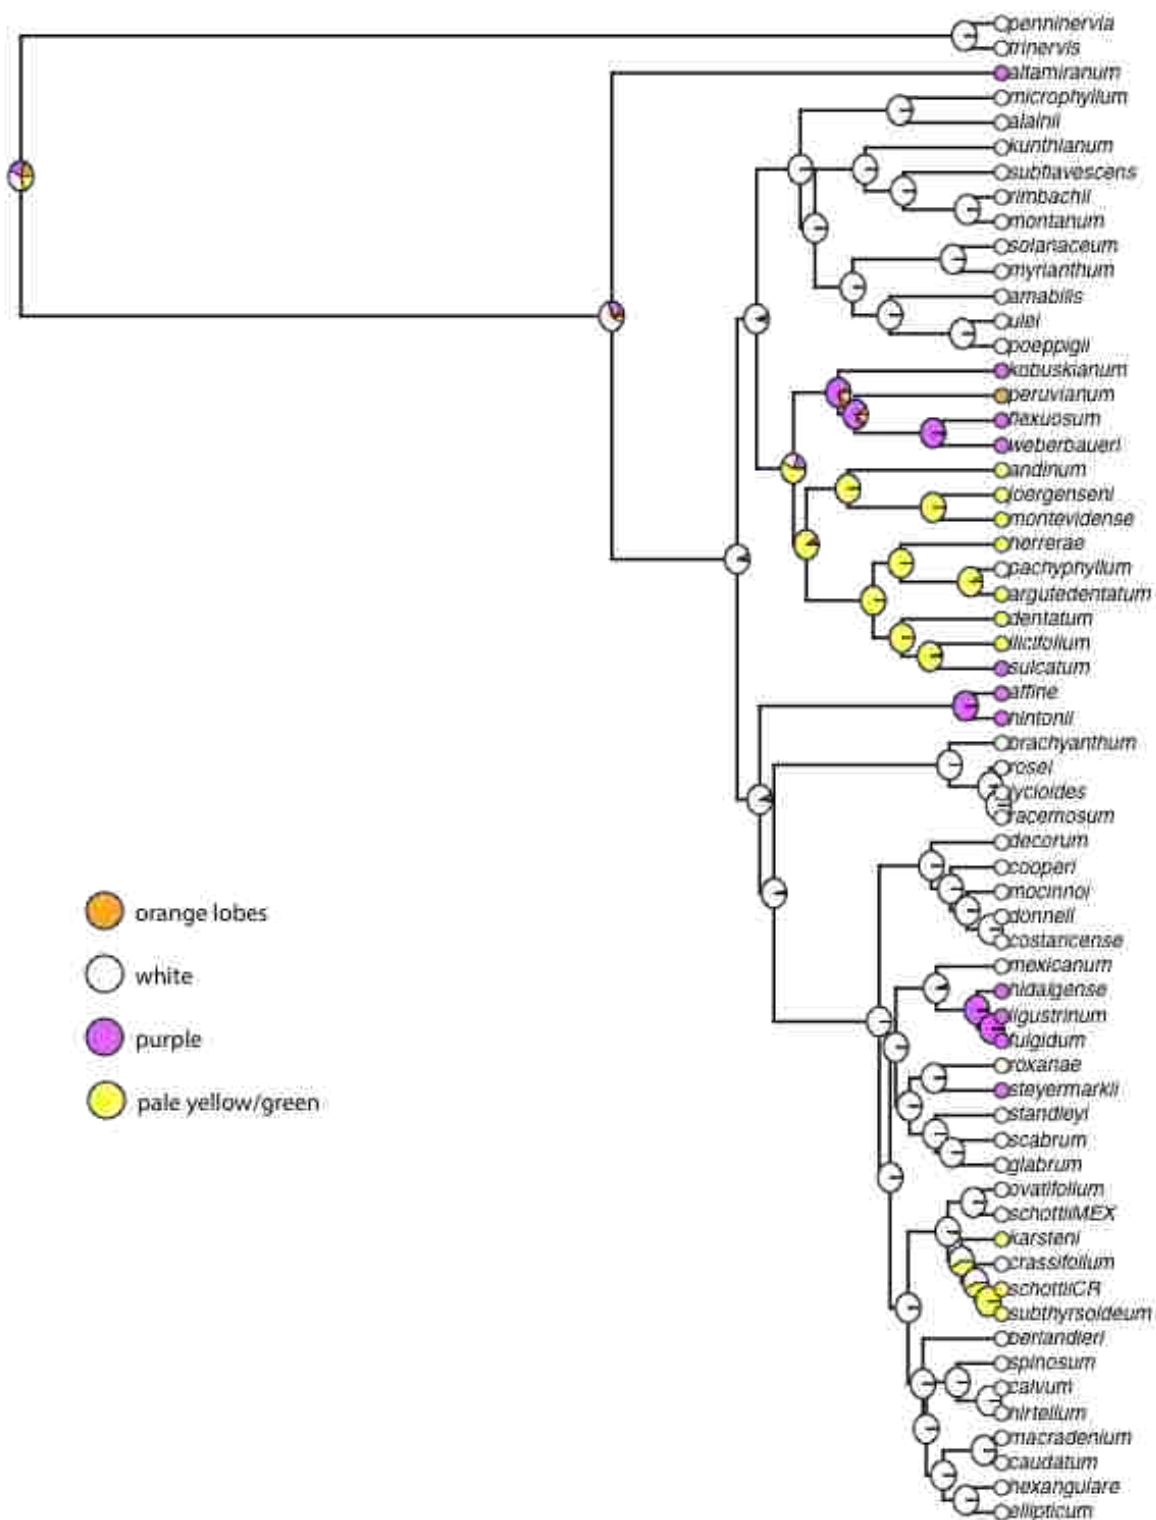 penninervia
trinervis
altamiranum
microphyllum
alainii
kunthianum
subflavescens
rimbachii
montanum
solanaceum
myrianthum
amabilis
ulei
poeppigii
kobuskianum
peruvianum
flexuosum
weberbaueri
andinum
joergenseni
montevidense
herrerae
pachyphyllum
argutedentatum
dentatum
ilicifolium
sulcatum
affine
hintonii
brachyanthum
rosei
lycioides
racemosum
decorum
cooperi
mocinnoi
donnell
costaricense
mexicanum
hidalgense
ligustrinum
fulgidum
roxanae
steyermarkii
standleyi
scabrum
glabrum
ovatifolium
schottiiMEX
karsteni
crassifolium
schottiiCR
subthyrsoideum
berlandieri
spinosum
calvum
hirtellum
macradenium
caudatum
hexangulare
ellipticum
orange lobes
white
purple
pale yellow/green